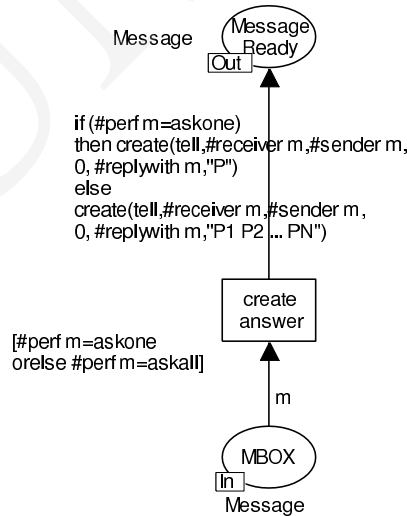 Message
Message
Ready
Out
if (#perf m=askone)
then create(tell,#receiver m,#sender m,
0, #replywith m,"P")
else
create(tell,#receiver m,#sender m,
0, #replywith m,"P1 P2 ... PN")
create
answer
[#perf m=askone
orelse #perf m=askall]
m
MBOX
In
Message